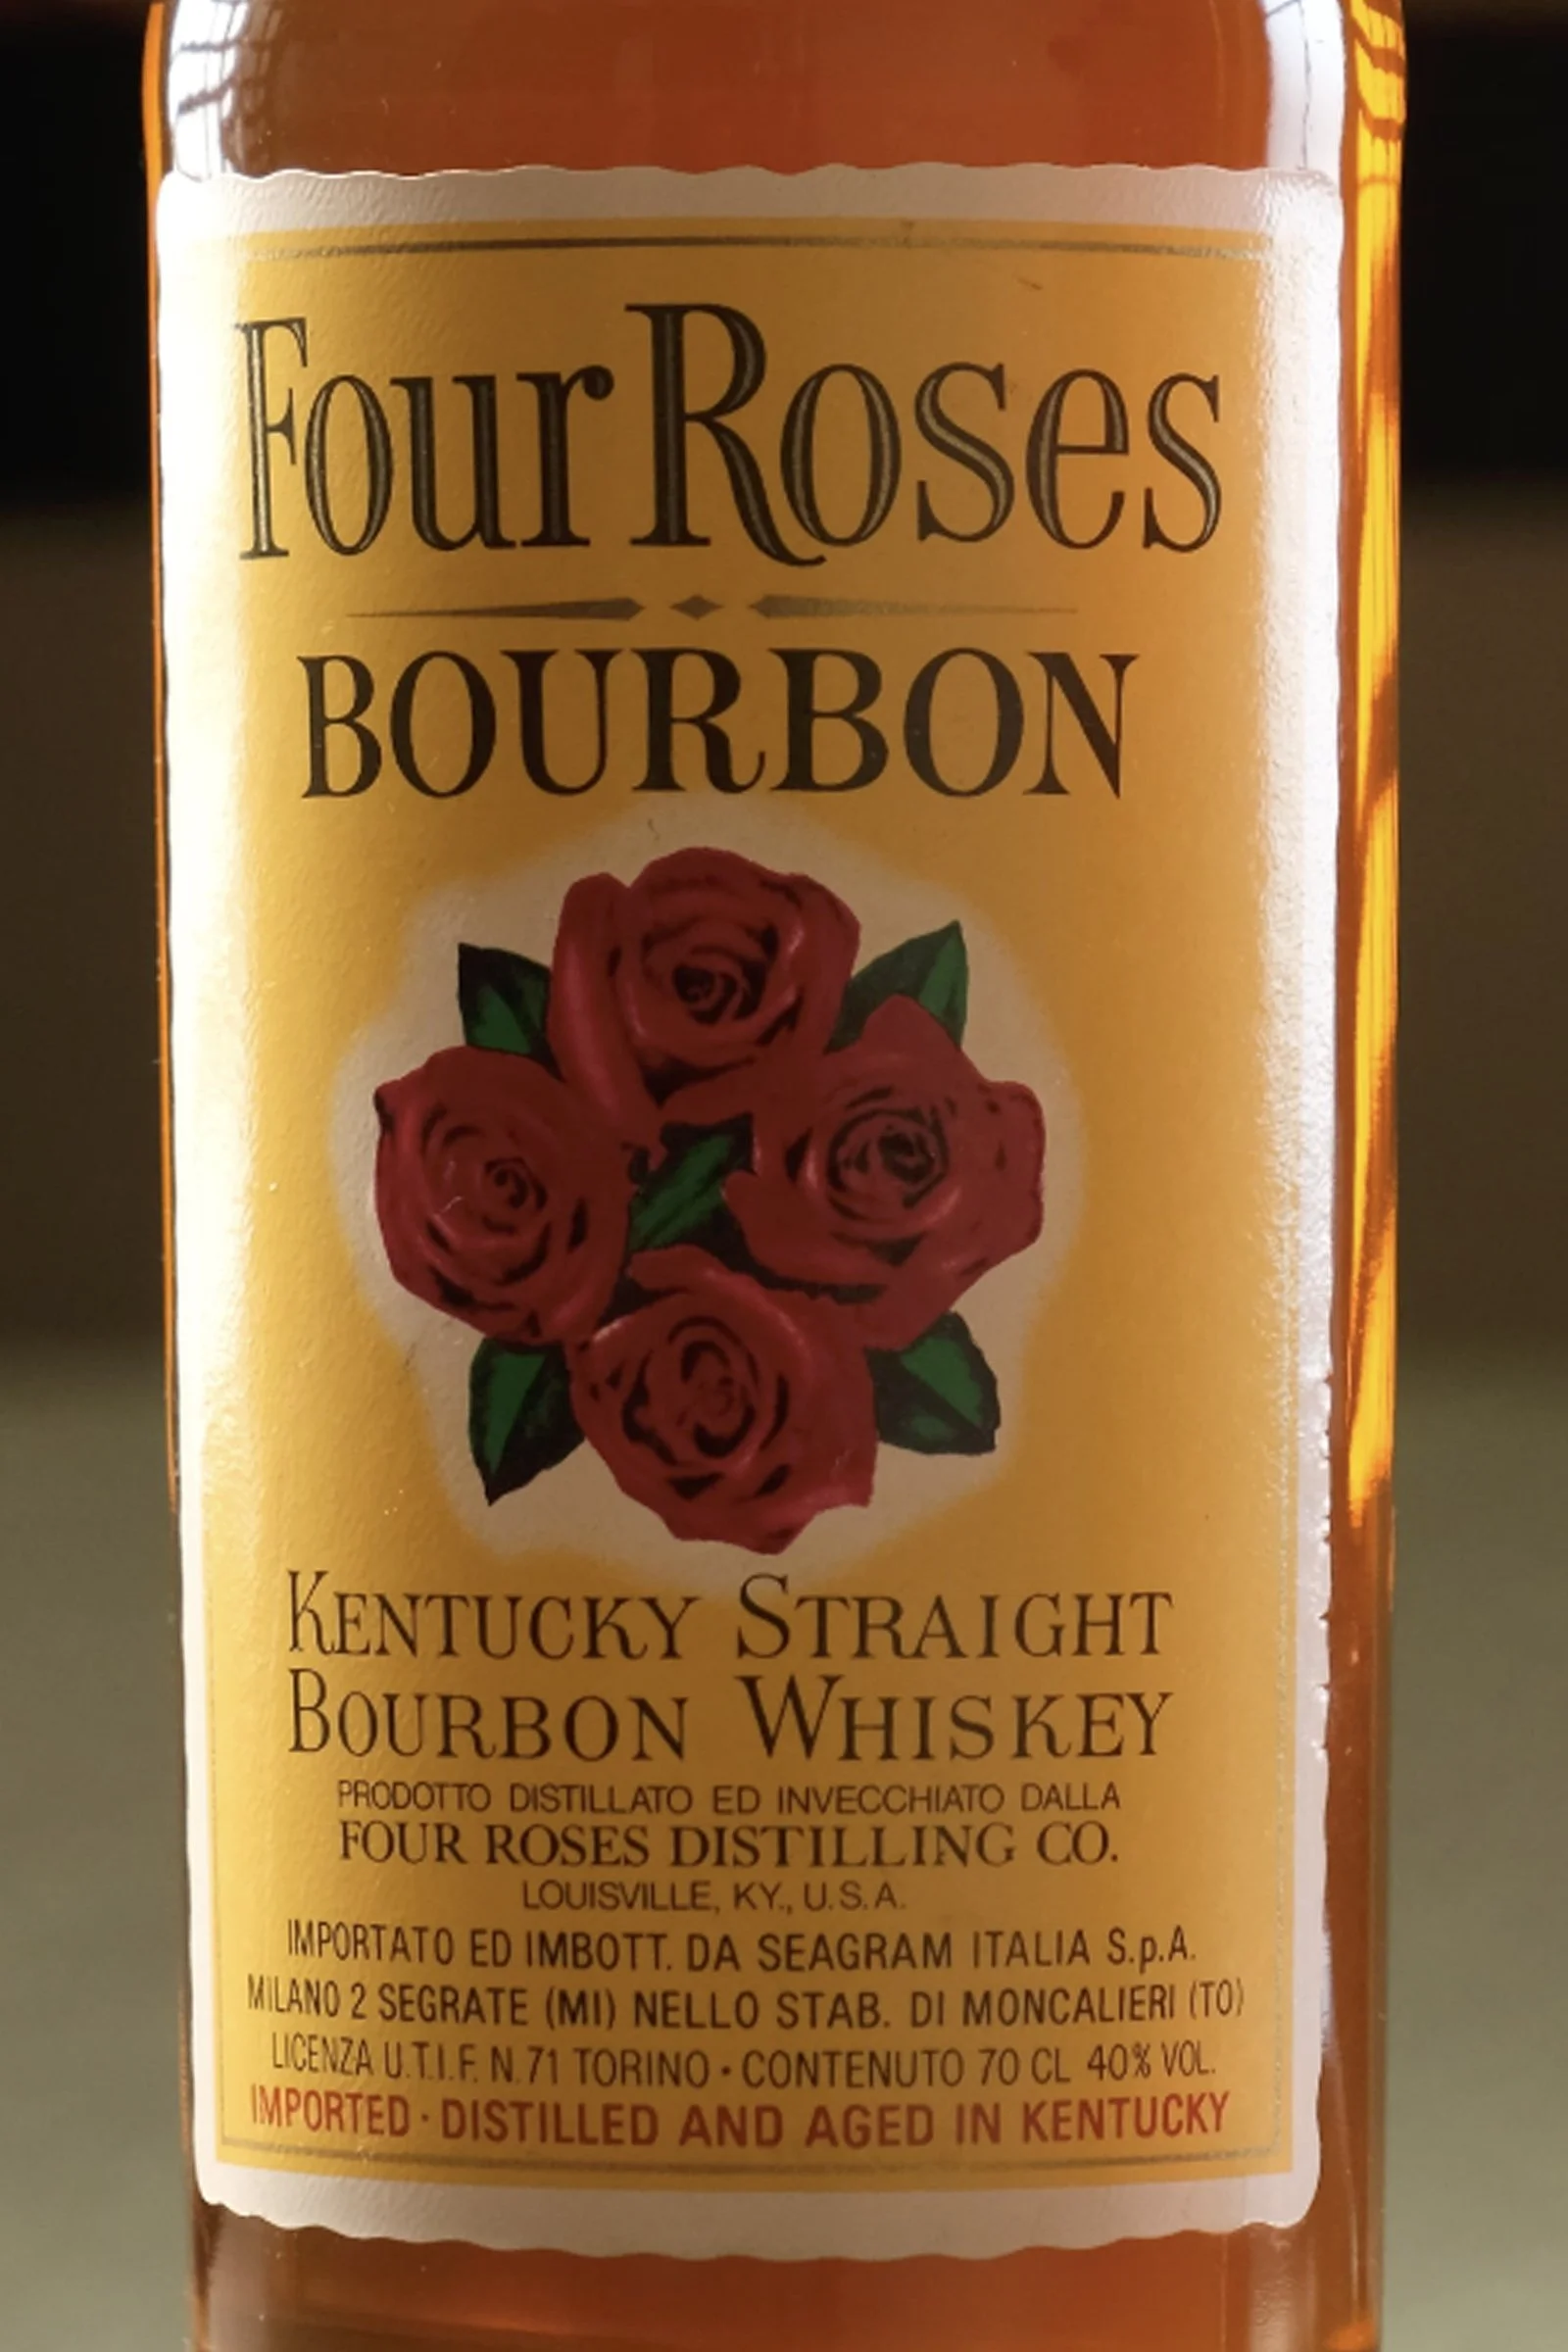 Four Roses
BOURBON
KENTUCKY STRAIGHT
BOURBON WHISKEY
PRODOTTO DISTILLATO ED INVECCHIATO DALLA
FOUR ROSES DISTILLING CO.
LOUISVILLE, KY., U.S.A.
IMPORTATO ED IMBOTT. DA SEAGRAM ITALIA S.p.A.
MILANO 2 SEGRATE (MI) NELLO STAB. DI MONCALIERI (TO)
LICENZA U.T.I.F. N.71 TORINO • CONTENUTO 70 CL 40% VOL.
IMPORTED • DISTILLED AND AGED IN KENTUCKY